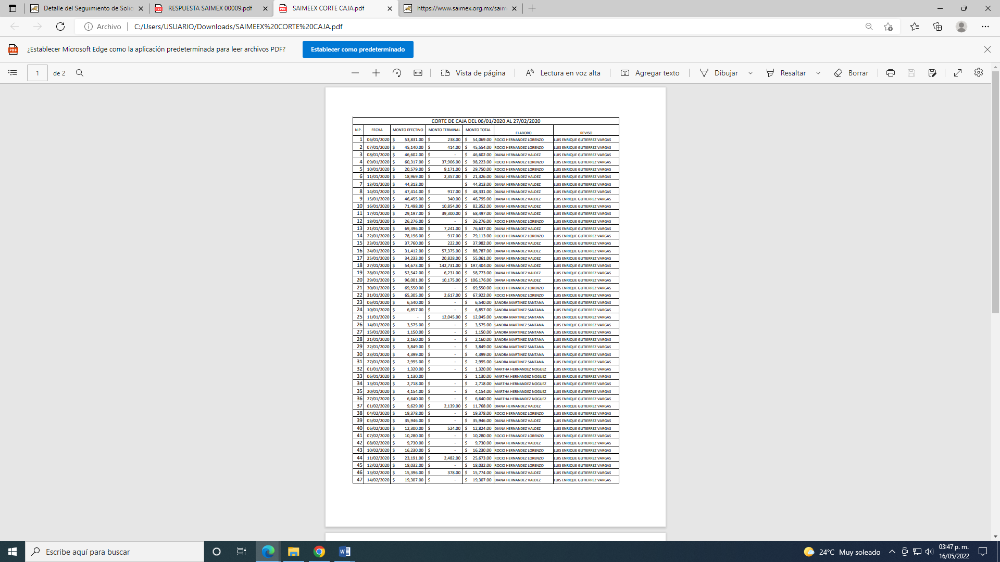 Detalle del Seguimiento de Solic
RESPUESTA SAIMEX 00009.pdf
SAIMEEX CORTE CAJA.pdf
https://www.saimex.org.mx/saim
Archivo C:/Users/USUARIO/Downloads/SAIMEEX%20CORTE%20CAJA.pdf
¿Establecer Microsoft Edge como la aplicación predeterminada para leer archivos PDF? Establecer como predeterminado
1 de 2 Vista de página Lectura en voz alta Agregar texto Dibujar Resaltar Borrar
CORTE DE CAJA DEL 06/01/2020 AL 27/02/2020
N.P. FECHA MONTO EFECTIVO MONTO TERMINAL MONTO TOTAL ELABORO REVISO
1 06/01/2020 $ 53,831.00 $ 238.00 $ 54,069.00 ROCIO HERNANDEZ LORENZO LUIS ENRIQUE GUTIERREZ VARGAS
2 07/01/2020 $ 45,140.00 $ 414.00 $ 45,554.00 ROCIO HERNANDEZ LORENZO LUIS ENRIQUE GUTIERREZ VARGAS
3 08/01/2020 $ 46,602.00 $ - $ 46,602.00 DIANA HERNANDEZ VALDEZ LUIS ENRIQUE GUTIERREZ VARGAS
4 09/01/2020 $ 60,317.00 $ 37,906.00 $ 98,223.00 ROCIO HERNANDEZ LORENZO LUIS ENRIQUE GUTIERREZ VARGAS
5 10/01/2020 $ 20,579.00 $ 9,171.00 $ 29,750.00 ROCIO HERNANDEZ LORENZO LUIS ENRIQUE GUTIERREZ VARGAS
6 11/01/2020 $ 18,969.00 $ 2,357.00 $ 21,326.00 DIANA HERNANDEZ VALDEZ LUIS ENRIQUE GUTIERREZ VARGAS
7 13/01/2020 $ 44,313.00 $ 44,313.00 DIANA HERNANDEZ VALDEZ LUIS ENRIQUE GUTIERREZ VARGAS
8 14/01/2020 $ 47,414.00 $ 917.00 $ 48,331.00 DIANA HERNANDEZ VALDEZ LUIS ENRIQUE GUTIERREZ VARGAS
9 15/01/2020 $ 46,455.00 $ 340.00 $ 46,795.00 DIANA HERNANDEZ VALDEZ LUIS ENRIQUE GUTIERREZ VARGAS
10 16/01/2020 $ 71,498.00 $ 10,854.00 $ 82,352.00 DIANA HERNANDEZ VALDEZ LUIS ENRIQUE GUTIERREZ VARGAS
11 17/01/2020 $ 29,197.00 $ 39,300.00 $ 68,497.00 DIANA HERNANDEZ VALDEZ LUIS ENRIQUE GUTIERREZ VARGAS
12 18/01/2020 $ 26,276.00 $ - $ 26,276.00 ROCIO HERNANDEZ LORENZO LUIS ENRIQUE GUTIERREZ VARGAS
13 21/01/2020 $ 69,396.00 $ 7,241.00 $ 76,637.00 DIANA HERNANDEZ VALDEZ LUIS ENRIQUE GUTIERREZ VARGAS
14 22/01/2020 $ 78,196.00 $ 917.00 $ 79,113.00 ROCIO HERNANDEZ LORENZO LUIS ENRIQUE GUTIERREZ VARGAS
15 23/01/2020 $ 37,760.00 $ 222.00 $ 37,982.00 DIANA HERNANDEZ VALDEZ LUIS ENRIQUE GUTIERREZ VARGAS
16 24/01/2020 $ 31,412.00 $ 57,375.00 $ 88,787.00 DIANA HERNANDEZ VALDEZ LUIS ENRIQUE GUTIERREZ VARGAS
17 25/01/2020 $ 34,233.00 $ 20,828.00 $ 55,061.00 DIANA HERNANDEZ VALDEZ LUIS ENRIQUE GUTIERREZ VARGAS
18 27/01/2020 $ 54,673.00 $ 142,731.00 $ 197,404.00 DIANA HERNANDEZ VALDEZ LUIS ENRIQUE GUTIERREZ VARGAS
19 28/01/2020 $ 52,542.00 $ 6,231.00 $ 58,773.00 DIANA HERNANDEZ VALDEZ LUIS ENRIQUE GUTIERREZ VARGAS
20 29/01/2020 $ 96,001.00 $ 10,175.00 $ 106,176.00 DIANA HERNANDEZ VALDEZ LUIS ENRIQUE GUTIERREZ VARGAS
21 30/01/2020 $ 69,550.00 $ - $ 69,550.00 ROCIO HERNANDEZ LORENZO LUIS ENRIQUE GUTIERREZ VARGAS
22 31/01/2020 $ 65,305.00 $ 2,617.00 $ 67,922.00 ROCIO HERNANDEZ LORENZO LUIS ENRIQUE GUTIERREZ VARGAS
23 06/01/2020 $ 6,540.00 $ - $ 6,540.00 SANDRA MARTINEZ SANTANA LUIS ENRIQUE GUTIERREZ VARGAS
24 10/01/2020 $ 6,857.00 $ - $ 6,857.00 SANDRA MARTINEZ SANTANA LUIS ENRIQUE GUTIERREZ VARGAS
25 11/01/2020 $ - $ 12,045.00 $ 12,045.00 SANDRA MARTINEZ SANTANA LUIS ENRIQUE GUTIERREZ VARGAS
26 14/01/2020 $ 3,575.00 $ - $ 3,575.00 SANDRA MARTINEZ SANTANA LUIS ENRIQUE GUTIERREZ VARGAS
27 15/01/2020 $ 1,150.00 $ - $ 1,150.00 SANDRA MARTINEZ SANTANA LUIS ENRIQUE GUTIERREZ VARGAS
28 21/01/2020 $ 2,160.00 $ - $ 2,160.00 SANDRA MARTINEZ SANTANA LUIS ENRIQUE GUTIERREZ VARGAS
29 22/01/2020 $ 3,849.00 $ - $ 3,849.00 SANDRA MARTINEZ SANTANA LUIS ENRIQUE GUTIERREZ VARGAS
30 23/01/2020 $ 4,399.00 $ - $ 4,399.00 SANDRA MARTINEZ SANTANA LUIS ENRIQUE GUTIERREZ VARGAS
31 27/01/2020 $ 2,995.00 $ - $ 2,995.00 SANDRA MARTINEZ SANTANA LUIS ENRIQUE GUTIERREZ VARGAS
32 01/01/2020 $ 1,320.00 $ - $ 1,320.00 MARTHA HERNANDEZ NOGUEZ LUIS ENRIQUE GUTIERREZ VARGAS
33 06/01/2020 $ 1,130.00 $ 1,130.00 MARTHA HERNANDEZ NOGUEZ LUIS ENRIQUE GUTIERREZ VARGAS
34 13/01/2020 $ 2,718.00 $ - $ 2,718.00 MARTHA HERNANDEZ NOGUEZ LUIS ENRIQUE GUTIERREZ VARGAS
35 20/01/2020 $ 4,154.00 $ - $ 4,154.00 MARTHA HERNANDEZ NOGUEZ LUIS ENRIQUE GUTIERREZ VARGAS
36 27/01/2020 $ 6,640.00 $ - $ 6,640.00 MARTHA HERNANDEZ NOGUEZ LUIS ENRIQUE GUTIERREZ VARGAS
37 01/02/2020 $ 9,629.00 $ 2,139.00 $ 11,768.00 DIANA HERNANDEZ VALDEZ LUIS ENRIQUE GUTIERREZ VARGAS
38 04/02/2020 $ 19,378.00 $ - $ 19,378.00 ROCIO HERNANDEZ LORENZO LUIS ENRIQUE GUTIERREZ VARGAS
39 05/02/2020 $ 35,946.00 $ - $ 35,946.00 DIANA HERNANDEZ VALDEZ LUIS ENRIQUE GUTIERREZ VARGAS
40 06/02/2020 $ 12,300.00 $ 524.00 $ 12,824.00 DIANA HERNANDEZ VALDEZ LUIS ENRIQUE GUTIERREZ VARGAS
41 07/02/2020 $ 10,280.00 $ - $ 10,280.00 ROCIO HERNANDEZ LORENZO LUIS ENRIQUE GUTIERREZ VARGAS
42 08/02/2020 $ 9,730.00 $ - $ 9,730.00 DIANA HERNANDEZ VALDEZ LUIS ENRIQUE GUTIERREZ VARGAS
43 10/02/2020 $ 16,230.00 $ - $ 16,230.00 ROCIO HERNANDEZ LORENZO LUIS ENRIQUE GUTIERREZ VARGAS
44 11/02/2020 $ 23,191.00 $ 2,482.00 $ 25,673.00 ROCIO HERNANDEZ LORENZO LUIS ENRIQUE GUTIERREZ VARGAS
45 12/02/2020 $ 18,032.00 $ - $ 18,032.00 ROCIO HERNANDEZ LORENZO LUIS ENRIQUE GUTIERREZ VARGAS
46 13/02/2020 $ 15,396.00 $ 378.00 $ 15,774.00 DIANA HERNANDEZ VALDEZ LUIS ENRIQUE GUTIERREZ VARGAS
47 14/02/2020 $ 19,307.00 $ - $ 19,307.00 DIANA HERNANDEZ VALDEZ LUIS ENRIQUE GUTIERREZ VARGAS
Escribe aquí para buscar
24°C Muy soleado
03:47 p. m.
16/05/2022